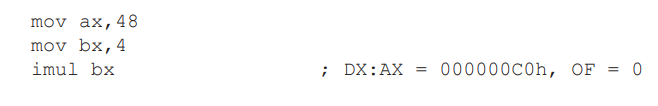 mov ax,48
mov bx,4
imul bx ; DX:AX = 000000C0h, OF = 0